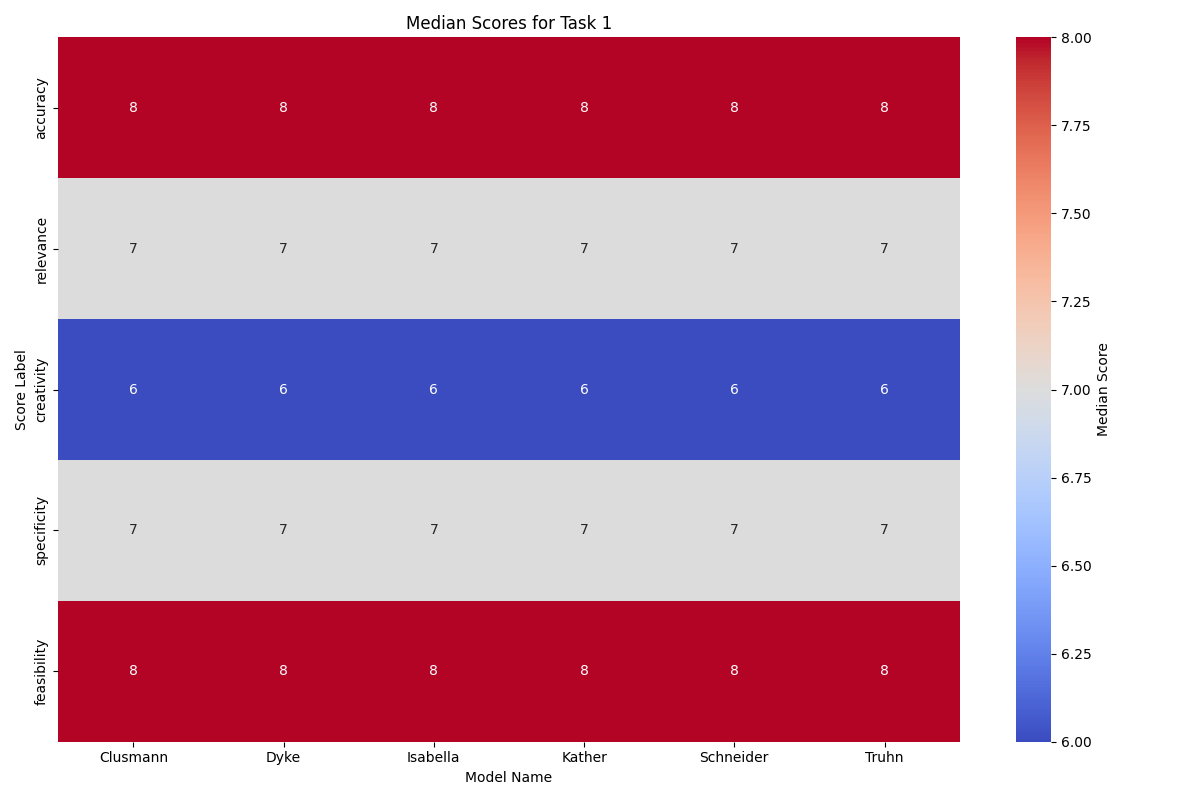 Median Scores for Task 1
Score Label
accuracy 8 8 8 8 8 8
relevance 7 7 7 7 7 7
creativity 6 6 6 6 6 6
specificity 7 7 7 7 7 7
feasibility 8 8 8 8 8 8
Clusmann Dyke Isabella Kather Schneider Truhn
Model Name
8.00
7.75
7.50
7.25
7.00
6.75
6.50
6.25
6.00
Median Score